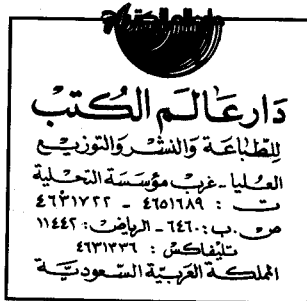 دار عالم الكتب
للطباعة والنشر والتوزيع
العليا - غرب مؤسسة التحلية
ت : ٤٦٥١٦٨٩ - ٤٦٣١٧٢٢
ص. ب : ٦٤٦٠ - الرياض : ١١٤٤٢
تليفاكس : ٤٦٣١٣٣٦
المملكة العربية السعودية